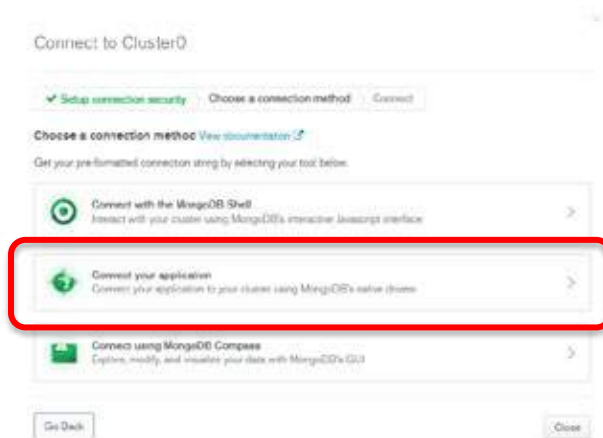 Connect to Cluster0
✔ Setup connection security Choose a connection method Connect
Choose a connection method View documentation
Get your pre-formatted connection string by selecting your tool below.
Connect with the MongoDB Shell
Interact with your cluster using MongoDB's interactive Javascript interface
Connect your application
Connect your application to your cluster using MongoDB's native drivers
Connect using MongoDB Compass
Explore, modify, and visualize your data with MongoDB's GUI
Go Back Close